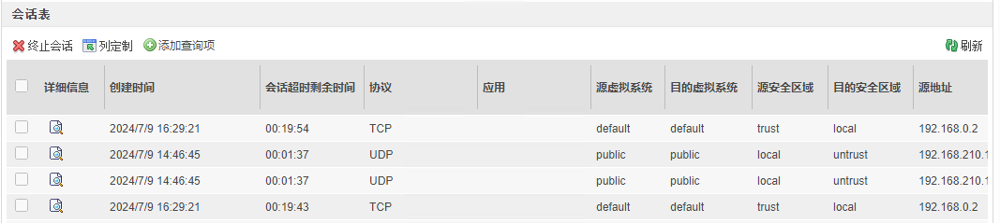 会话表
终止会话 列定制 添加查询项 刷新
详细信息 创建时间 会话超时剩余时间 协议 应用 源虚拟系统 目的虚拟系统 源安全区域 目的安全区域 源地址
2024/7/9 16:29:21 00:19:54 TCP default default trust local 192.168.0.2
2024/7/9 14:46:45 00:01:37 UDP public public local untrust 192.168.210.1
2024/7/9 14:46:45 00:01:37 UDP public public local untrust 192.168.210.1
2024/7/9 16:29:21 00:19:43 TCP default default trust local 192.168.0.2